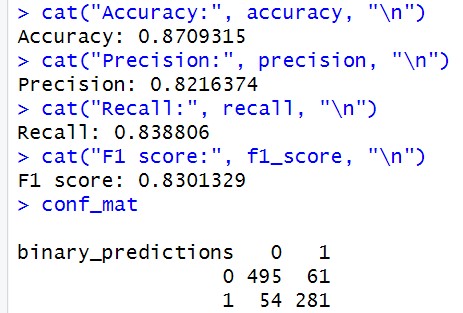 > cat("Accuracy:", accuracy, "\n")
Accuracy: 0.8709315
> cat("Precision:", precision, "\n")
Precision: 0.8216374
> cat("Recall:", recall, "\n")
Recall: 0.838806
> cat("F1 score:", f1_score, "\n")
F1 score: 0.8301329
> conf_mat
binary_predictions   0   1
                 0 495  61
                 1  54 281